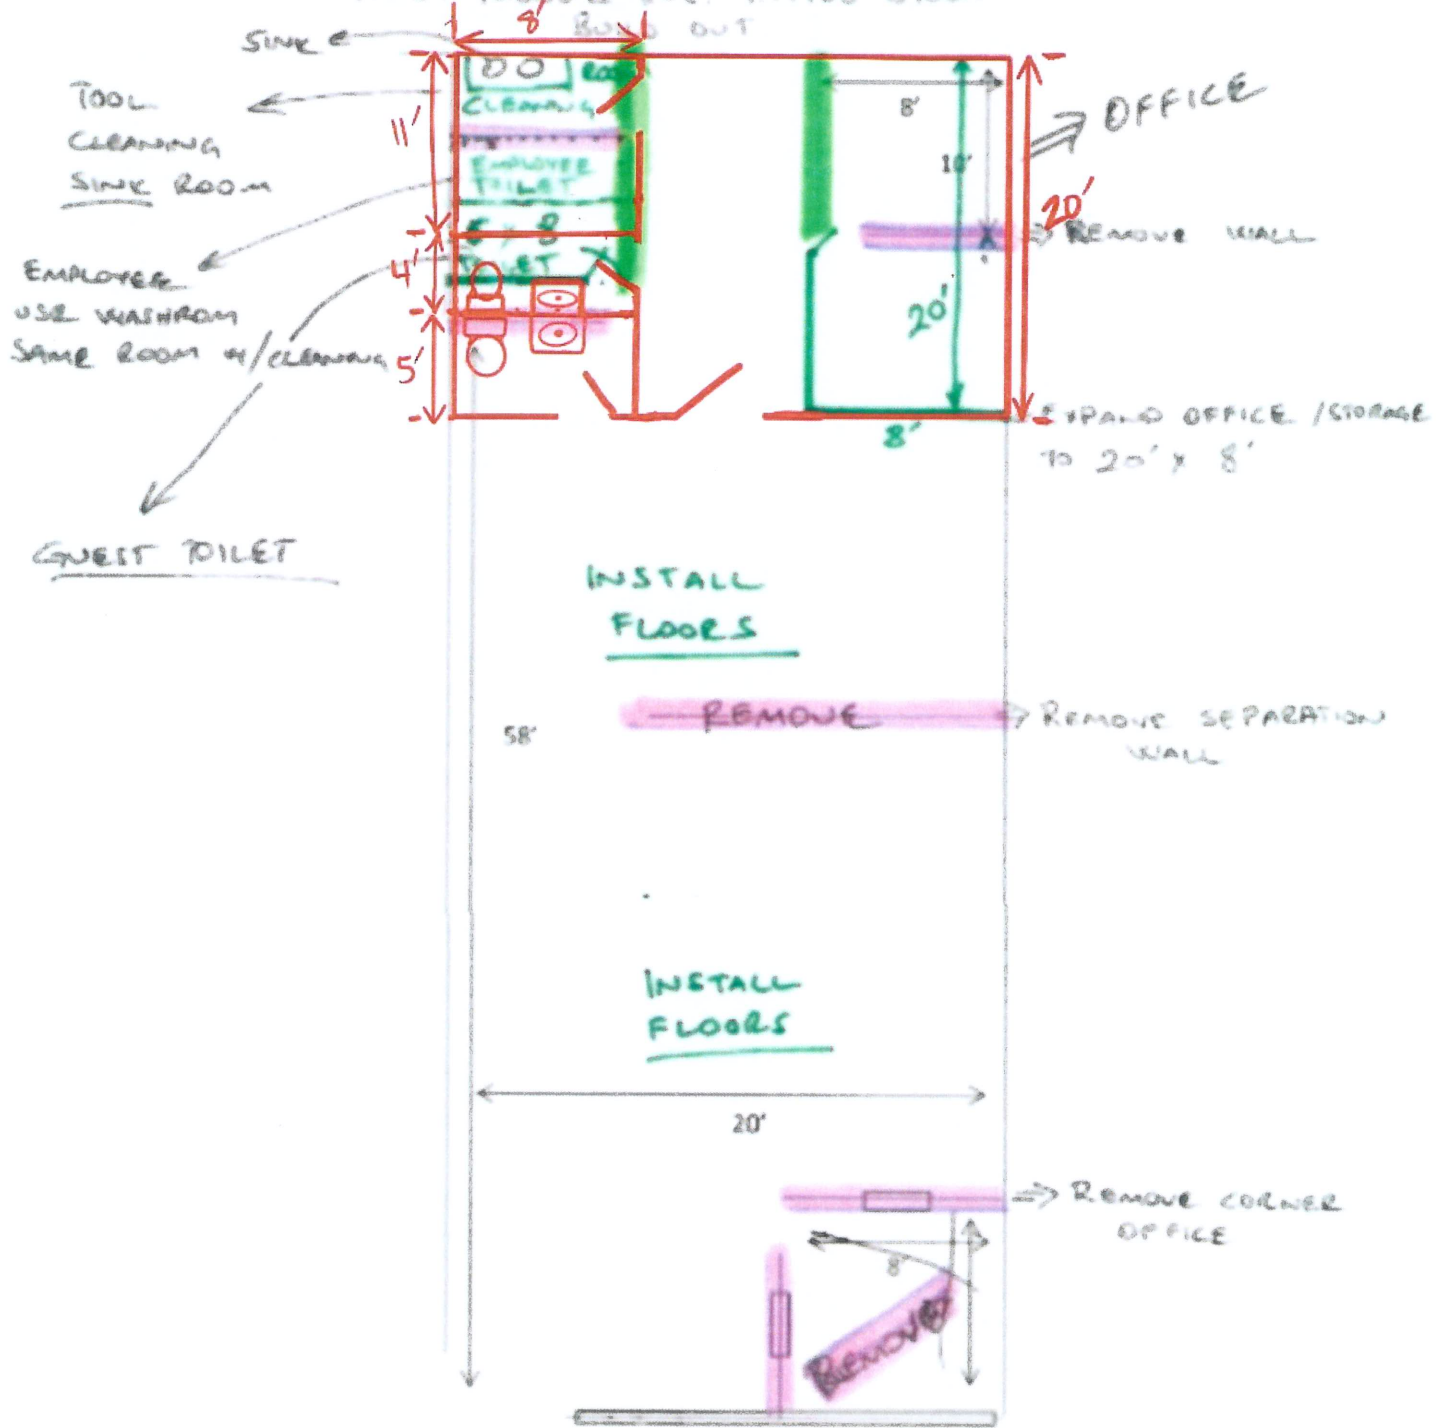 8'
BUILD OUT
SINK
TOOL
CLEANING
SINK ROOM
11'
CLEANING
EMPLOYEE
TOILET
8
TOILET
4'
5'
EMPLOYEE
USE WASHROOM
SAME ROOM W/CLEANING
GUEST TOILET
8'
10'
OFFICE
20'
REMOVE WALL
20'
8'
EXPAND OFFICE /STORAGE
TO 20' x 8'
INSTALL
FLOORS
58'
REMOVE
REMOVE SEPARATION
WALL
INSTALL
FLOORS
20'
REMOVE CORNER
OFFICE
8'
REMOVE